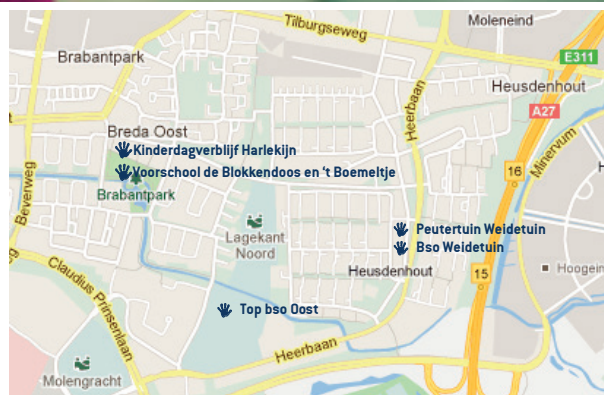 Tilburgseweg
Moleneind
Brabantpark
E311
Heusdenhout
Heerbaan
A27
Breda Oost
Kinderdagverblijf Harlekijn
Minervum
16
Voorschool de Blokkendoos en ‘t Boemeltje
Brabantpark
Beverweg
Lagekant
Noord
Peutertuin Weidetuin
Bso Weidetuin
Heusdenhout
15
Hoogein
Claudius Prinsenlaan
Top bso Oost
Heerbaan
Molengracht